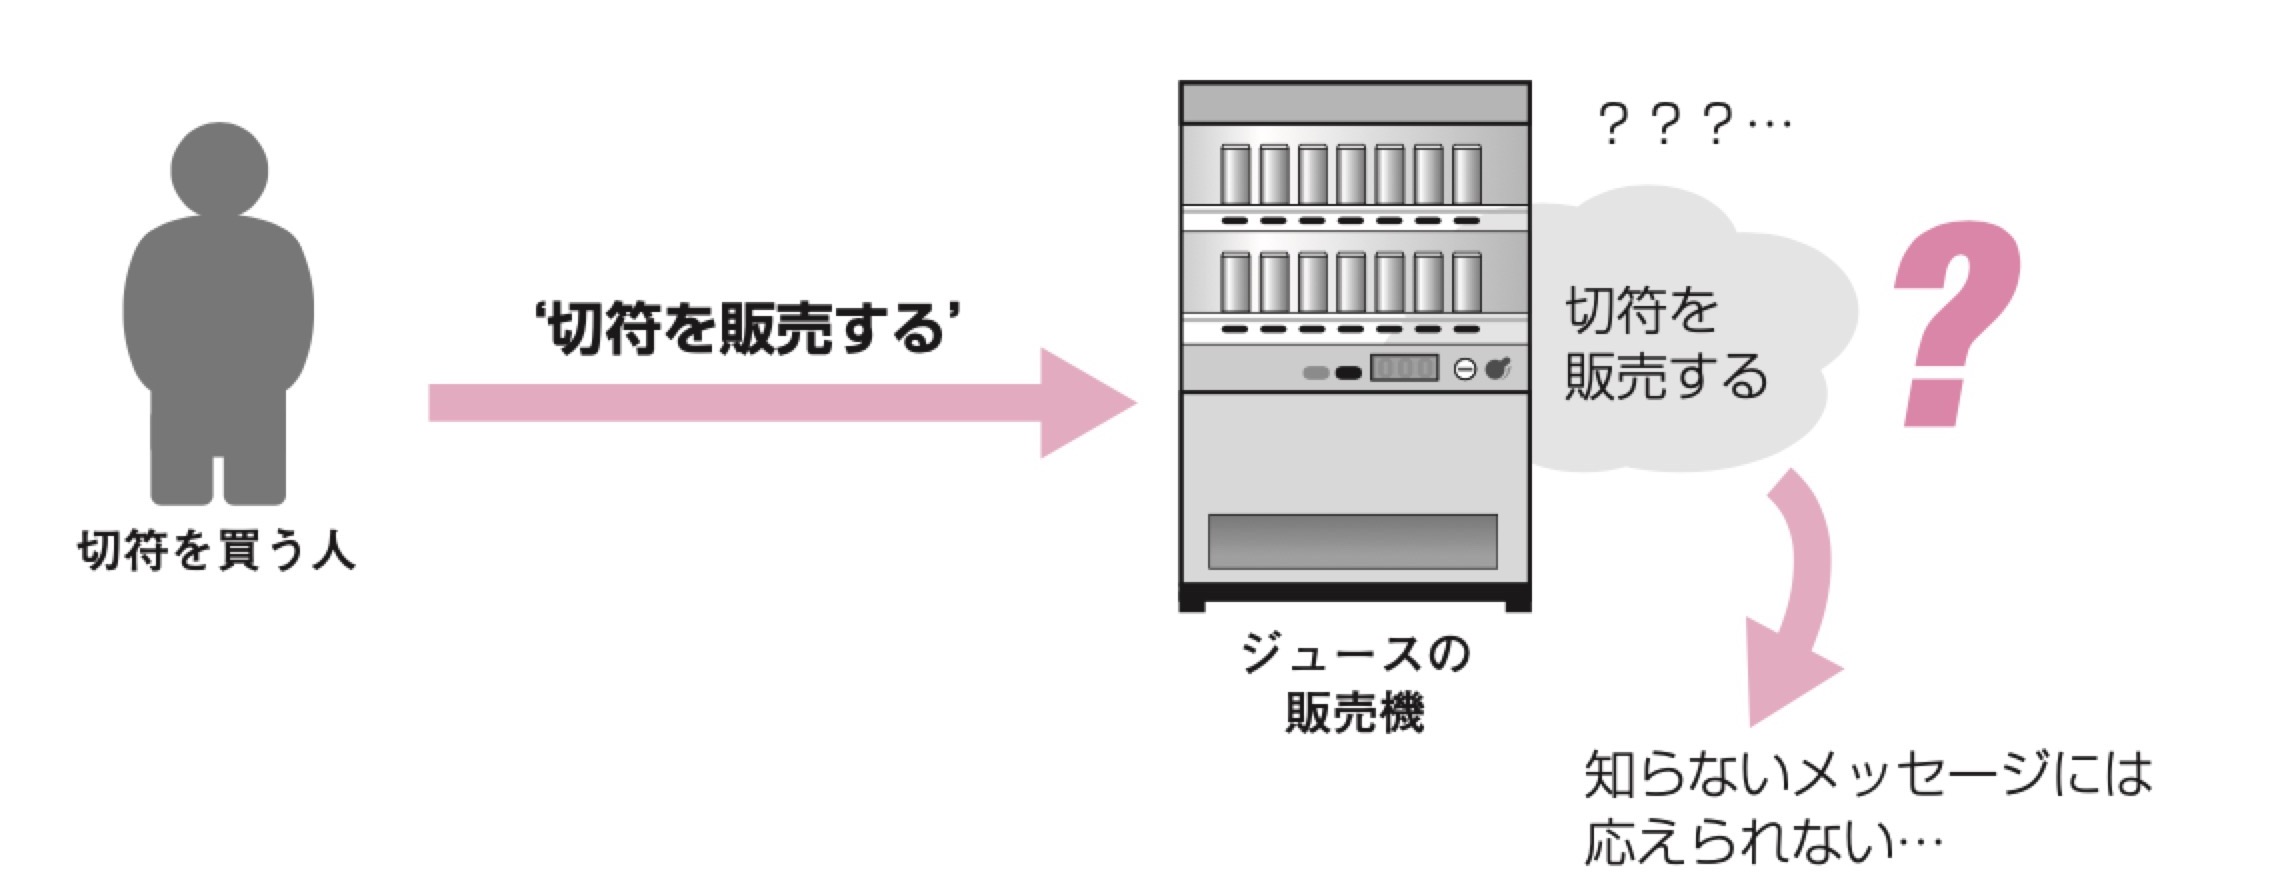 ？？？…
‘切符を販売する’
切符を
販売する
?
切符を買う人
000
ジュースの
販売機
知らないメッセージには
応えられない…